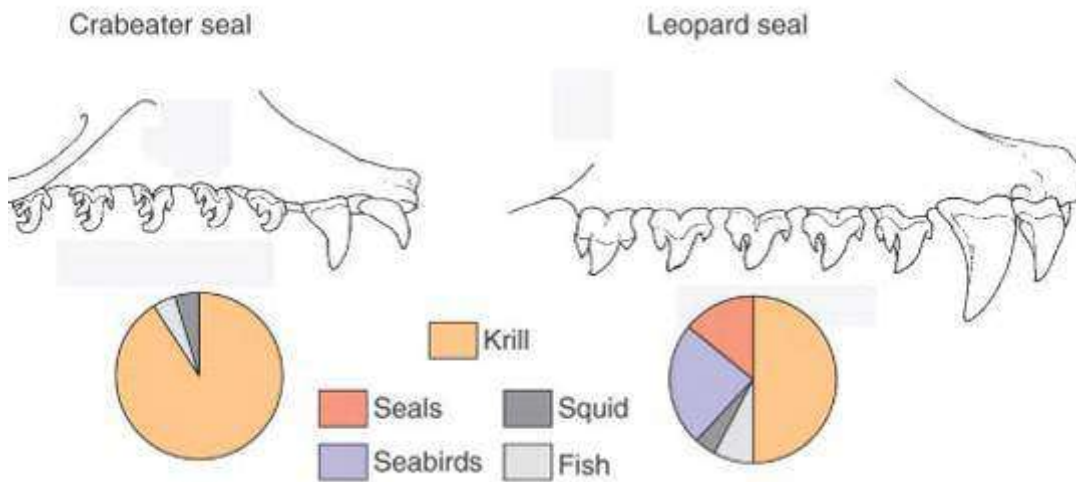 Crabeater seal
Leopard seal
Krill
Seals
Squid
Seabirds
Fish